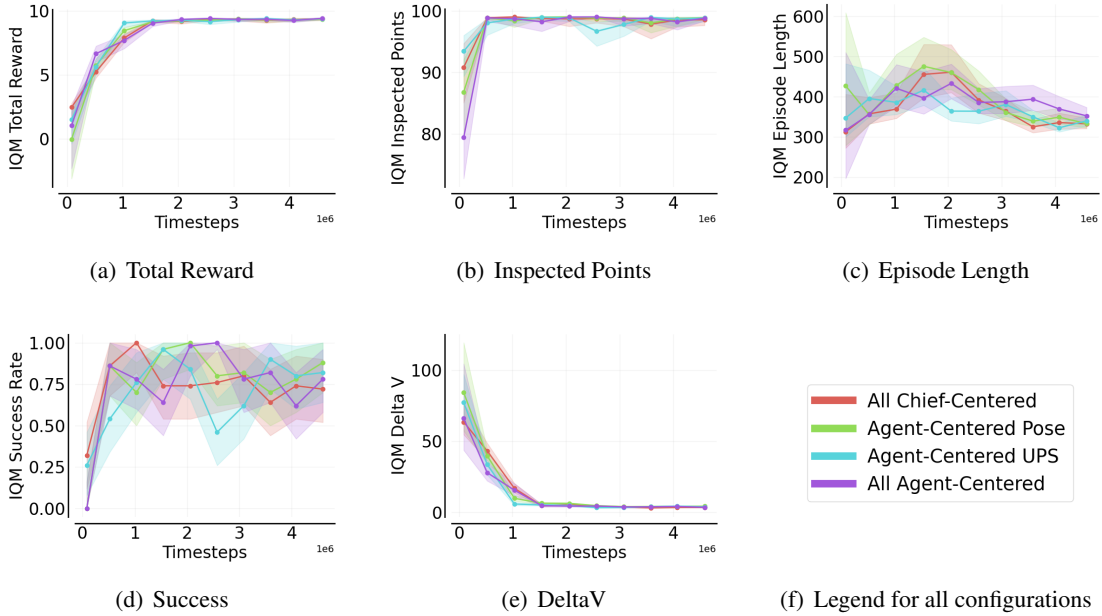 10
5
0
IQM Total Reward
0 1 2 3 4
1e6
Timesteps
(a) Total Reward
100
90
80
IQM Inspected Points
0 1 2 3 4
1e6
Timesteps
(b) Inspected Points
600
500
400
300
200
IQM Episode Length
0 1 2 3 4
1e6
Timesteps
(c) Episode Length
1.00
0.75
0.50
0.25
0.00
IQM Success Rate
0 1 2 3 4
1e6
Timesteps
(d) Success
100
50
0
IQM Delta V
0 1 2 3 4
1e6
Timesteps
(e) DeltaV
All Chief-Centered
Agent-Centered Pose
Agent-Centered UPS
All Agent-Centered
(f) Legend for all configurations